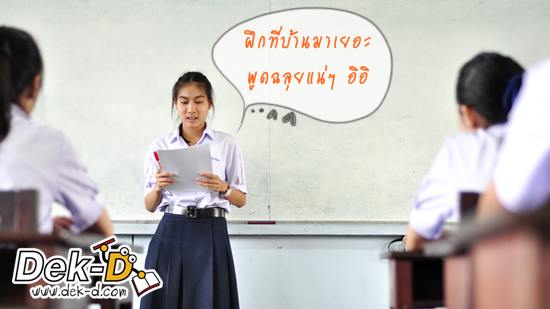 ฝึกที่บ้านมาเยอะ
พูดฉลุยแน่ๆ อิอิ
Dek-D
www.dek-d.com